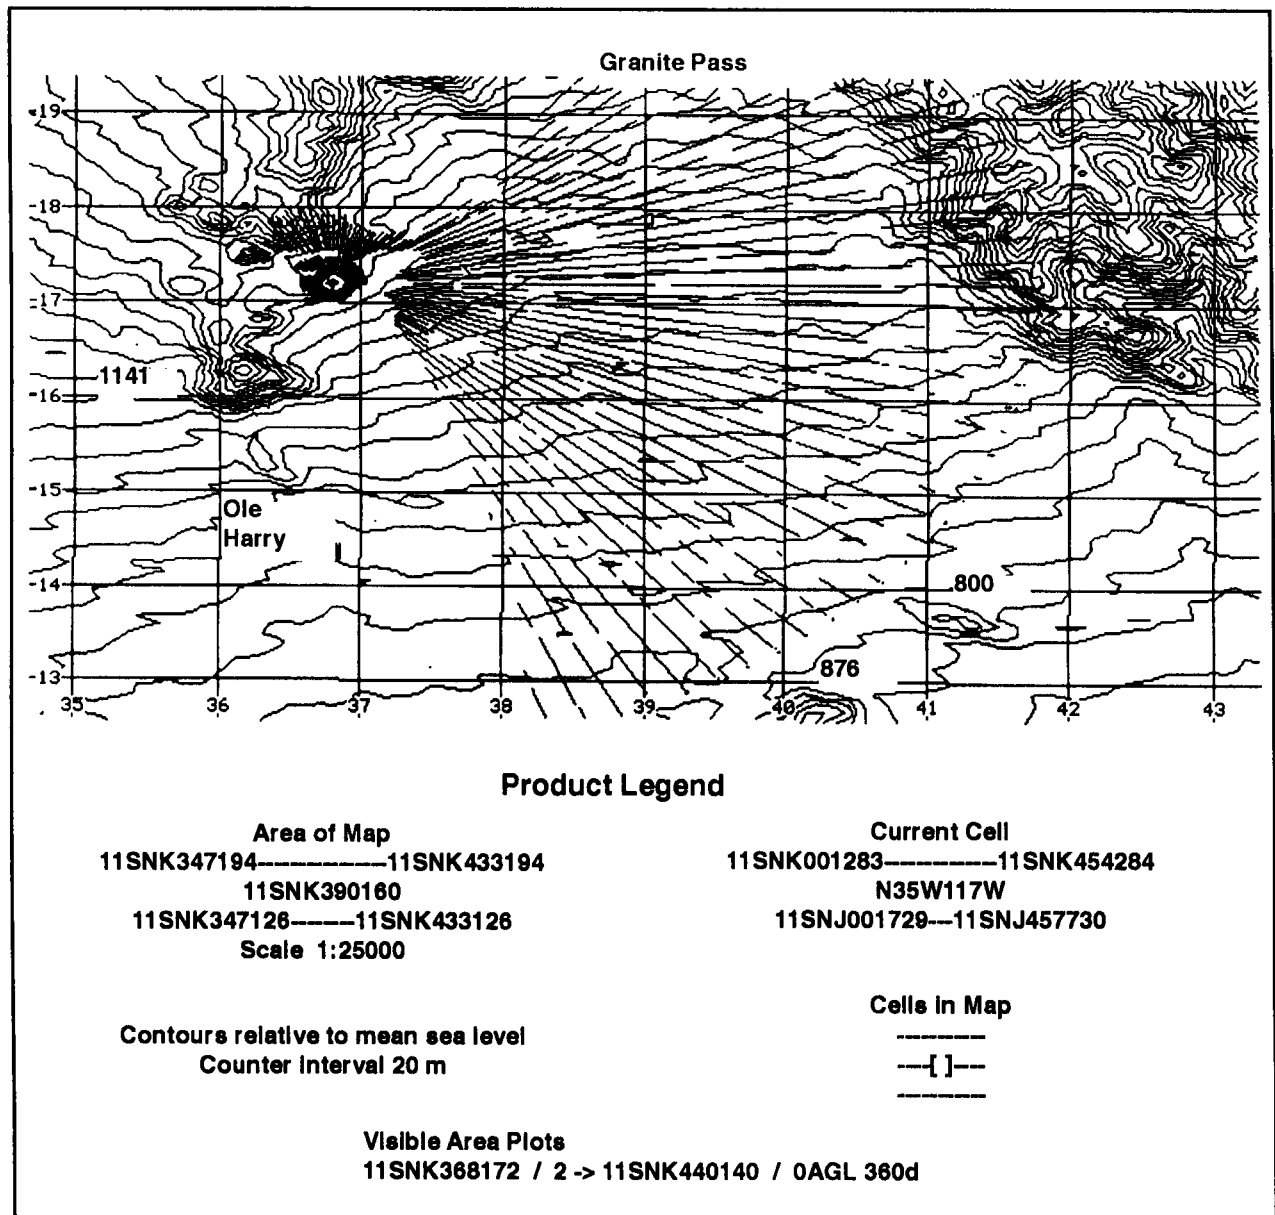 Granite Pass
-19
-18
-17
1141
-16
-15
Ole
Harry
-14
800
876
-13
35 36 37 38 39 40 41 42 43
Product Legend
Area of Map
11SNK347194----------------11SNK433194
11SNK390160
11SNK347126--------11SNK433126
Scale 1:25000
Current Cell
11SNK001283--------------11SNK454284
N35W117W
11SNJ001729---11SNJ457730
Contours relative to mean sea level
Counter interval 20 m
Cells in Map
-----------
----[ ]----
-----------
Visible Area Plots
11SNK368172 / 2 -> 11SNK440140 / 0AGL 360d